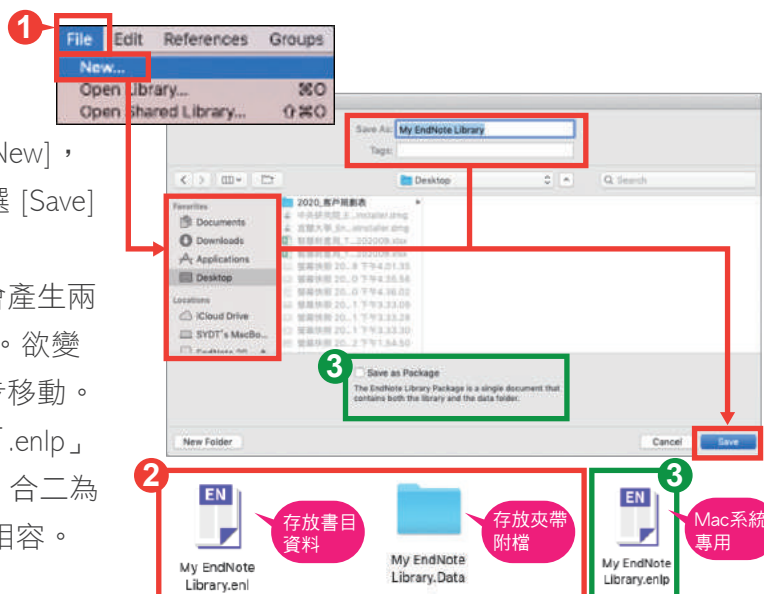 1
File Edit References Groups
New...
Open Library... ⌘O
Open Shared Library... ⇧⌘O
New]，
選 [Save]
會產生兩
。欲變
移動。
「.enlp」
合二為
相容。
Save As: My EndNote Library
Tags:
Desktop
Search
Favorites
Documents
Downloads
Applications
Desktop
Locations
iCloud Drive
SYDT's MacBo...
2020_客戶規劃表
3
Save as Package
The EndNote Library Package is a single document that
contains both the library and the data folder.
New Folder Cancel Save
2
EN
存放書目
資料
My EndNote
Library.enl
存放夾帶
附檔
My EndNote
Library.Data
3
EN
Mac系統
專用
My EndNote
Library.enlp